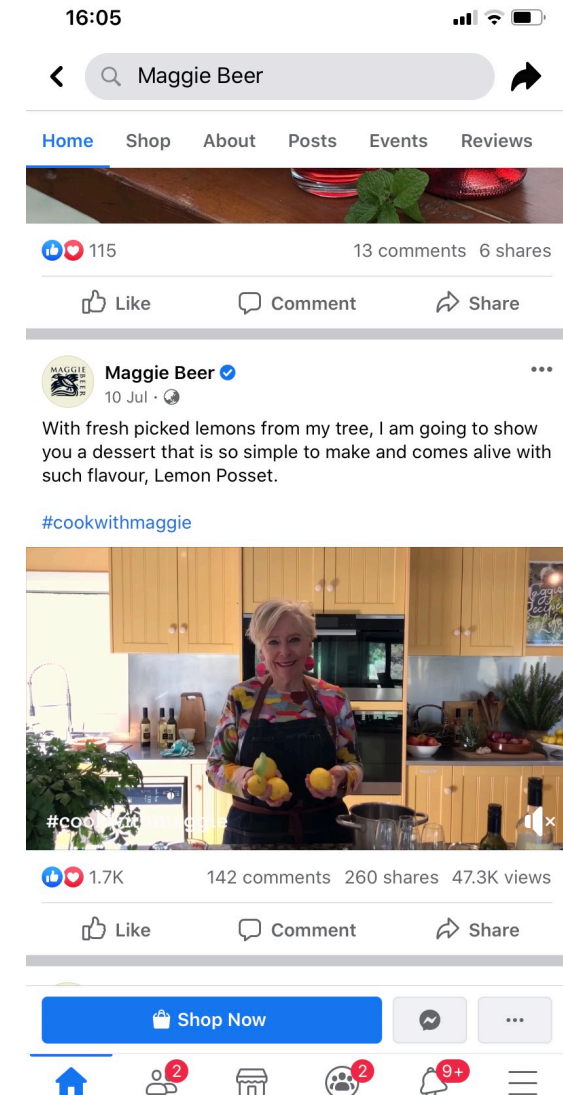 16:05
Maggie Beer
Home Shop About Posts Events Reviews
115 13 comments 6 shares
Like Comment Share
MAGGIE
BEER
Maggie Beer
10 Jul ·
With fresh picked lemons from my tree, I am going to show
you a dessert that is so simple to make and comes alive with
such flavour, Lemon Posset.
#cookwithmaggie
#cookwithmaggie
1.7K 142 comments 260 shares 47.3K views
Like Comment Share
Shop Now
2 2 9+